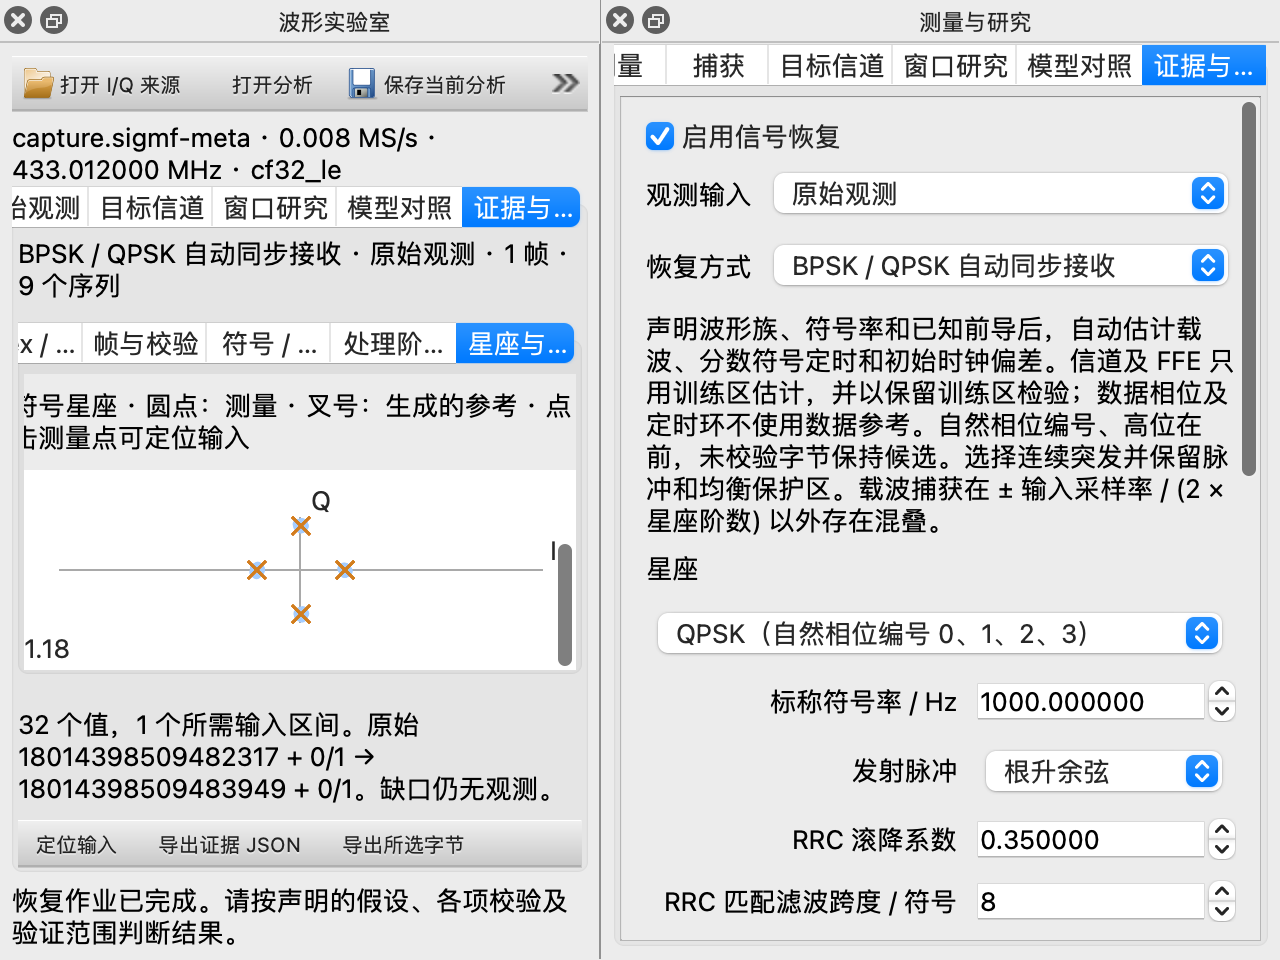 波形实验室
打开 I/Q 来源 打开分析 保存当前分析
capture.sigmf-meta · 0.008 MS/s ·
433.012000 MHz · cf32_le
观测 目标信道 窗口研究 模型对照 证据与...
BPSK / QPSK 自动同步接收 · 原始观测 · 1 帧 ·
9 个序列
x / ... 帧与校验 符号 / ... 处理阶... 星座与...
符号星座 · 圆点：测量 · 叉号：生成的参考 · 点
击测量点可定位输入
Q
I
1.18
32 个值，1 个所需输入区间。原始
18014398509482317 + 0/1 →
18014398509483949 + 0/1。缺口仍无观测。
定位输入 导出证据 JSON 导出所选字节
恢复作业已完成。请按声明的假设、各项校验及
验证范围判断结果。
测量与研究
量 捕获 目标信道 窗口研究 模型对照 证据与...
启用信号恢复
观测输入 原始观测
恢复方式 BPSK / QPSK 自动同步接收
声明波形族、符号率和已知前导后，自动估计载
波、分数符号定时和初始时钟偏差。信道及 FFE 只
用训练区估计，并以保留训练区检验；数据相位及
定时环不使用数据参考。自然相位编号、高位在
前，未校验字节保持候选。选择连续突发并保留脉
冲和均衡保护区。载波捕获在 ± 输入采样率 / (2 ×
星座阶数) 以外存在混叠。
星座
QPSK（自然相位编号 0、1、2、3）
标称符号率 / Hz 1000.000000
发射脉冲 根升余弦
RRC 滚降系数 0.350000
RRC 匹配滤波跨度 / 符号 8